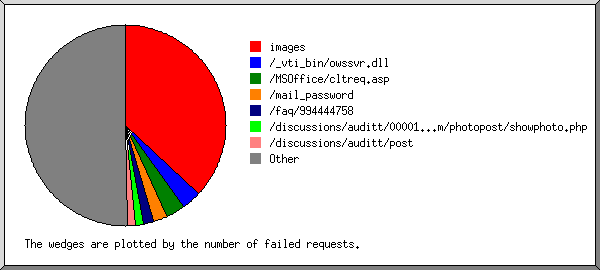 images
/_vti_bin/owssvr.dll
/MSOffice/cltreq.asp
/mail_password
/faq/994444758
/discussions/auditt/00001...m/photopost/showphoto.php
/discussions/auditt/post
Other
The wedges are plotted by the number of failed requests.